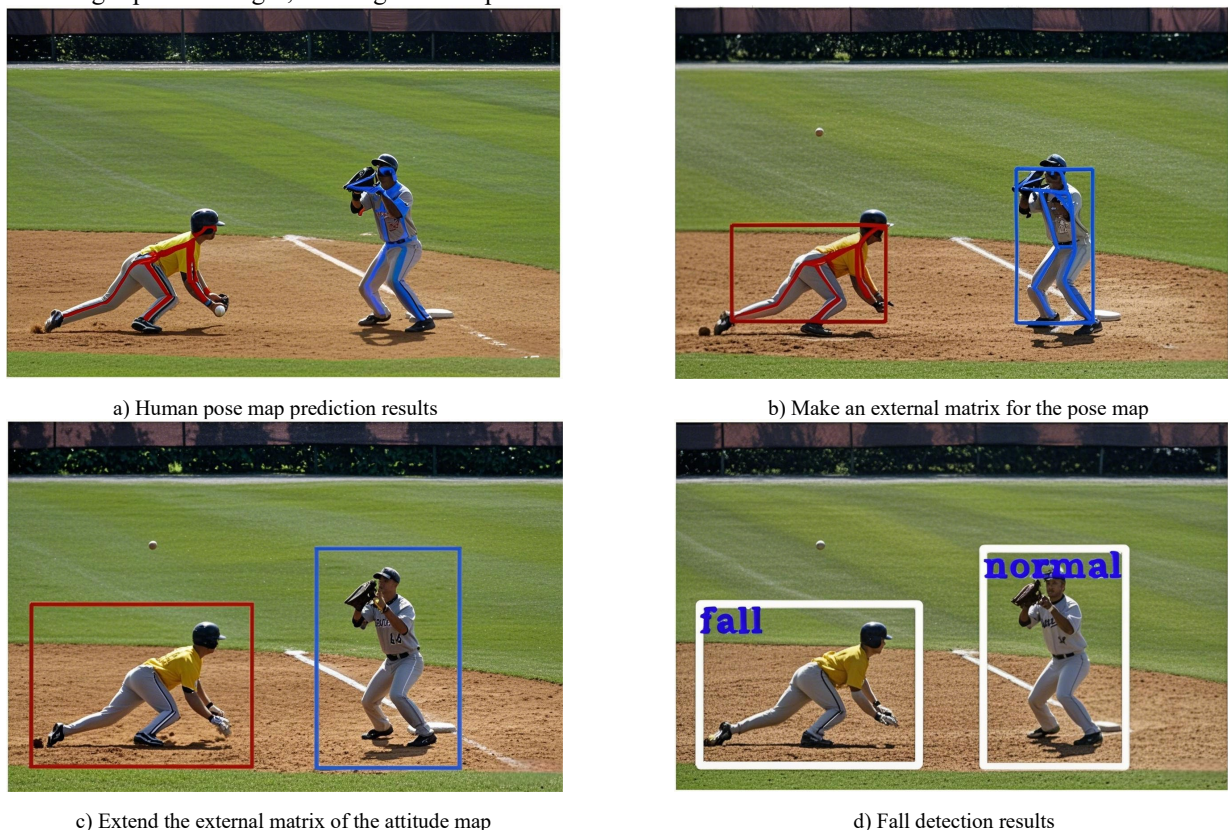 a) Human pose map prediction results
b) Make an external matrix for the pose map
normal
fall
c) Extend the external matrix of the attitude map
d) Fall detection results